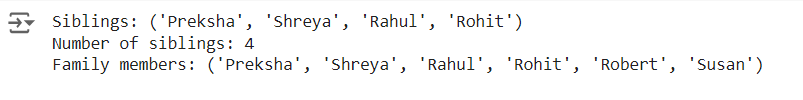 Siblings: ('Preksha', 'Shreya', 'Rahul', 'Rohit')
Number of siblings: 4
Family members: ('Preksha', 'Shreya', 'Rahul', 'Rohit', 'Robert', 'Susan')